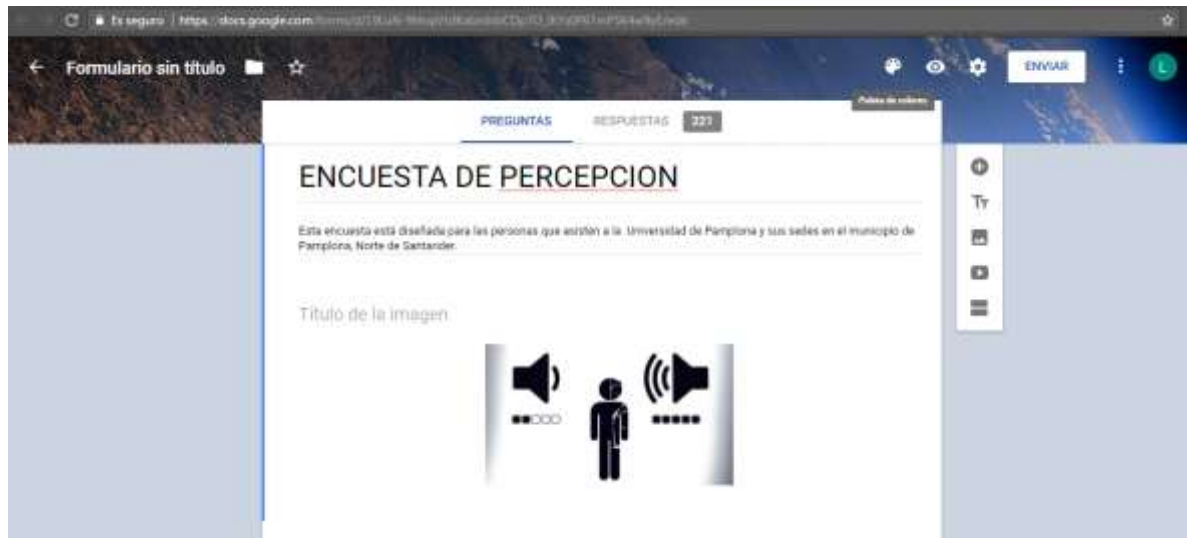 Es seguro | https://docs.google.com
Formulario sin título
ENVIAR
L
Paleta de colores
PREGUNTAS RESPUESTAS 221
ENCUESTA DE PERCEPCION
Esta encuesta está diseñada para las personas que asisten a la Universidad de Pamplona y sus sedes en el municipio de
Pamplona, Norte de Santander.
Título de la imagen
Tт